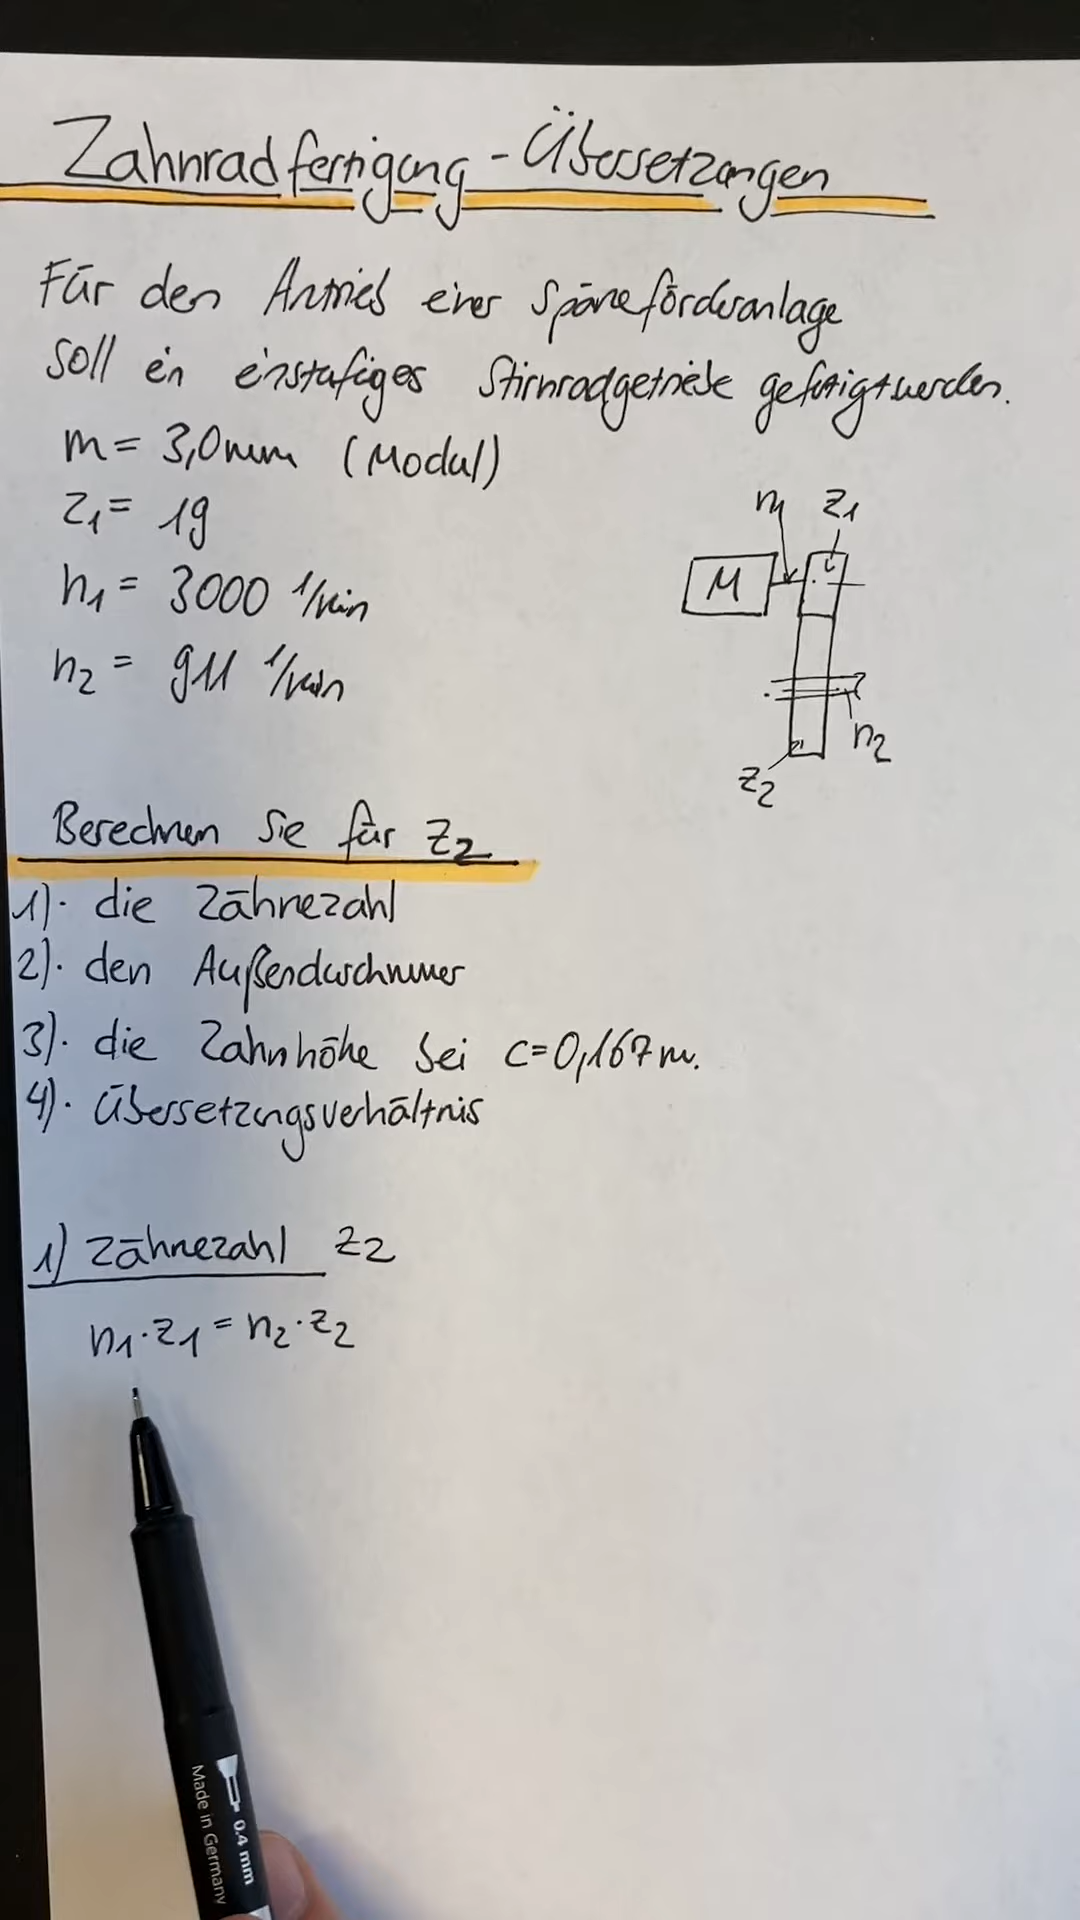 Zahnradfertigung - Übersetzungen
Für den Antrieb einer Späneförderanlage
soll ein einstufiges Stirnradgetriebe gefertigt werden.
m = 3,0mm (Modul)
z1 = 19
n1 = 3000 1/min
n2 = 911 1/min
n1 z1
M
n2
z2
Berechnen Sie für z2
1). die Zähnezahl
2). den Außendurchmesser
3). die Zahnhöhe bei c=0,167m.
4). Übersetzungsverhältnis
1) Zähnezahl z2
n1·z1 = n2·z2
0.4 mm
Made in Germany